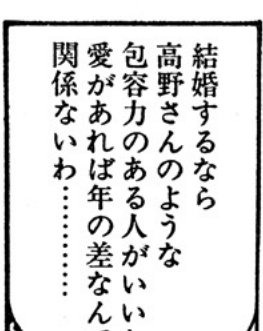 結婚するなら
高野さんのような
包容力のある人がいい
愛があれば年の差なん
関係ないわ……………